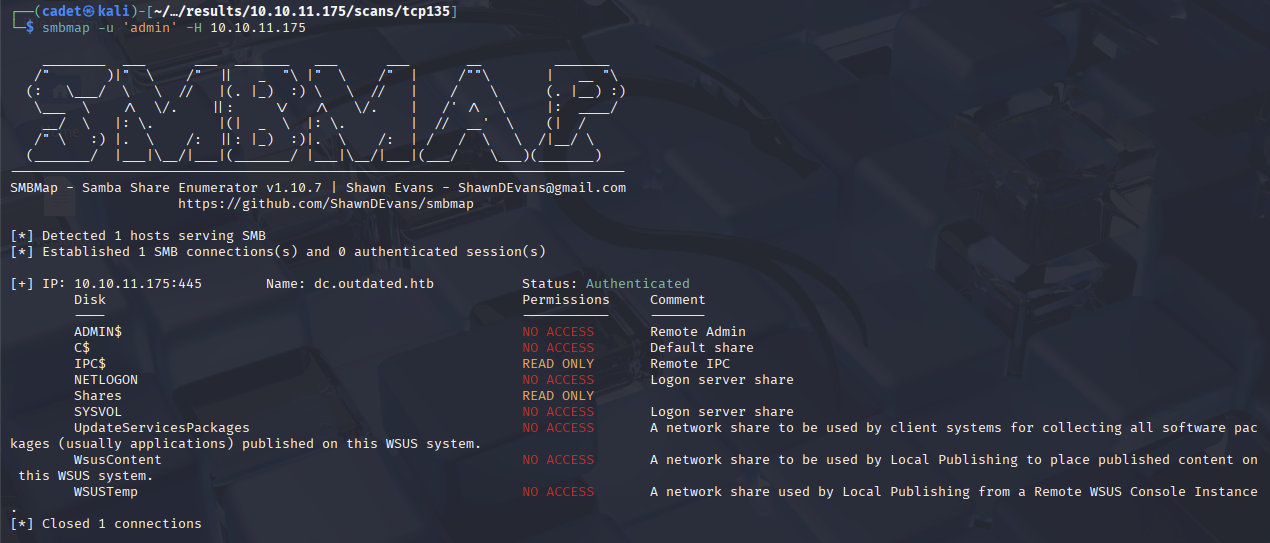 ┌──(cadet㉿kali)-[~/…/results/10.10.11.175/scans/tcp135]
└─$ smbmap -u 'admin' -H 10.10.11.175
SMBMAP
SMBMap - Samba Share Enumerator v1.10.7 | Shawn Evans - ShawnDEvans@gmail.com
https://github.com/ShawnDEvans/smbmap
[*] Detected 1 hosts serving SMB
[*] Established 1 SMB connections(s) and 0 authenticated session(s)
[+] IP: 10.10.11.175:445 Name: dc.outdated.htb Status: Authenticated
Disk Permissions Comment
---- ----------- -------
ADMIN$ NO ACCESS Remote Admin
C$ NO ACCESS Default share
IPC$ READ ONLY Remote IPC
NETLOGON NO ACCESS Logon server share
Shares READ ONLY
SYSVOL NO ACCESS Logon server share
UpdateServicesPackages NO ACCESS A network share to be used by client systems for collecting all software pac
kages (usually applications) published on this WSUS system.
WsusContent NO ACCESS A network share to be used by Local Publishing to place published content on
this WSUS system.
WSUSTemp NO ACCESS A network share used by Local Publishing from a Remote WSUS Console Instance
.
[*] Closed 1 connections